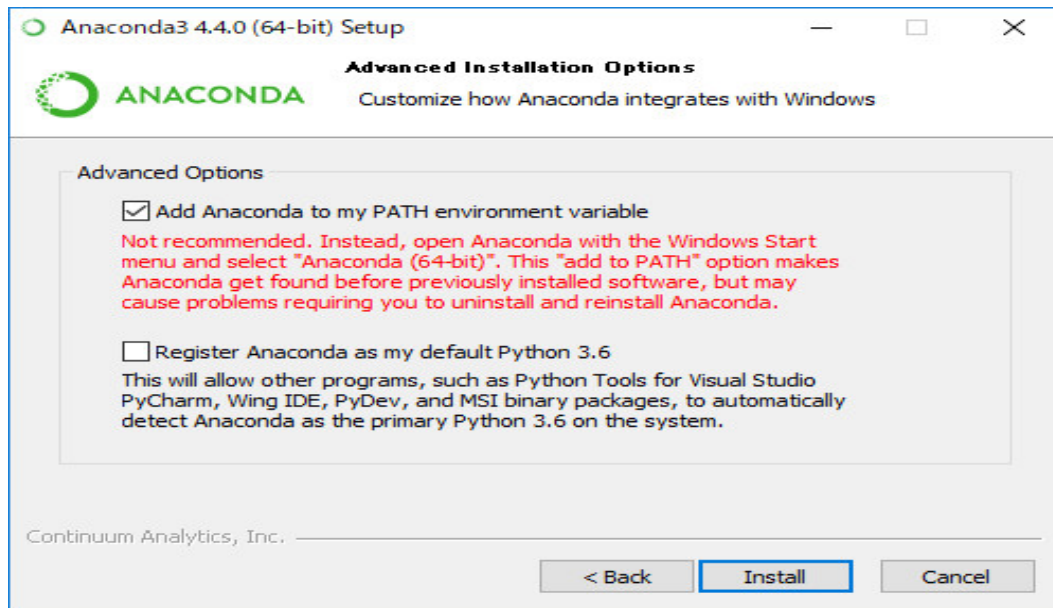 Anaconda3 4.4.0 (64-bit) Setup
Advanced Installation Options
ANACONDA
Customize how Anaconda integrates with Windows
Advanced Options
Add Anaconda to my PATH environment variable
Not recommended. Instead, open Anaconda with the Windows Start
menu and select "Anaconda (64-bit)". This "add to PATH" option makes
Anaconda get found before previously installed software, but may
cause problems requiring you to uninstall and reinstall Anaconda.
Register Anaconda as my default Python 3.6
This will allow other programs, such as Python Tools for Visual Studio
PyCharm, Wing IDE, PyDev, and MSI binary packages, to automatically
detect Anaconda as the primary Python 3.6 on the system.
Continuum Analytics, Inc.
< Back Install Cancel